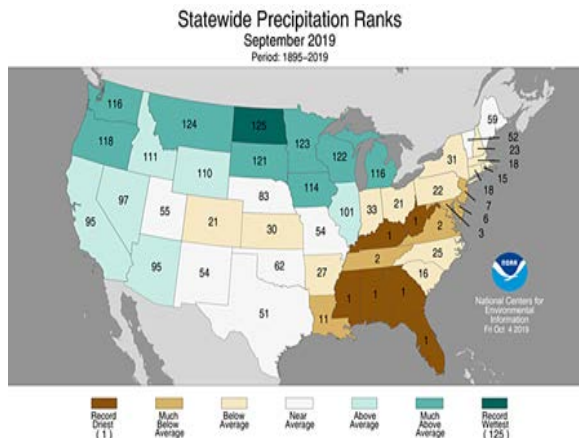 Statewide Precipitation Ranks
September 2019
Period: 1895–2019
116
124
125
123
59
118
111
121
122
116
52
23
18
15
31
110
114
22
18
7
6
3
97
83
101
33
21
95
55
21
30
54
1
1
2
95
54
62
27
2
25
16
51
11
1
1
1
1
NOAA
National Centers for
Environmental
Information
Fri Oct 4 2019
Record
Driest
(1)
Much
Below
Average
Below
Average
Near
Average
Above
Average
Much
Above
Average
Record
Wettest
(125)